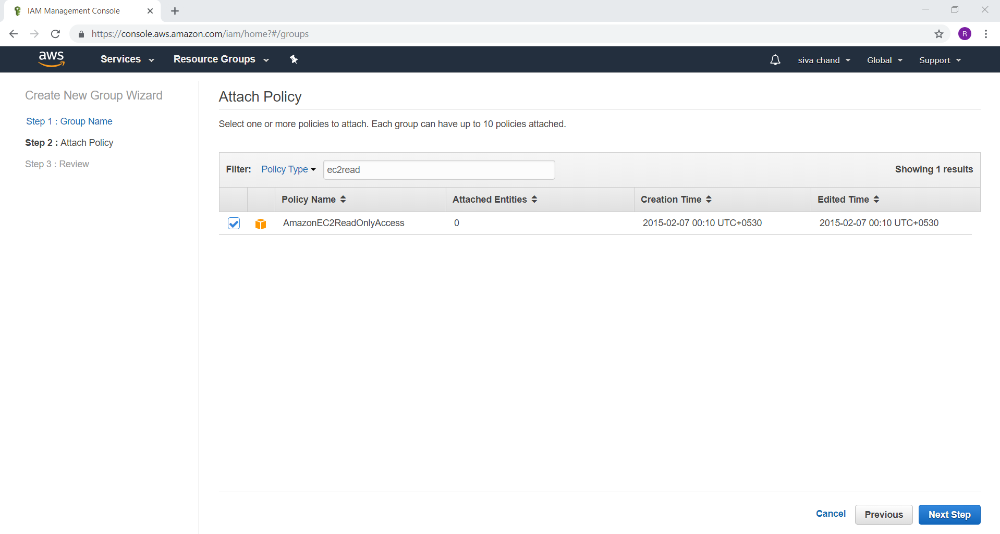 IAM Management Console
https://console.aws.amazon.com/iam/home?#/groups
R
aws
Services
Resource Groups
siva chand
Global
Support
Create New Group Wizard
Step 1 : Group Name
Step 2 : Attach Policy
Step 3 : Review
Attach Policy
Select one or more policies to attach. Each group can have up to 10 policies attached.
Filter: Policy Type ec2read Showing 1 results
Policy Name Attached Entities Creation Time Edited Time
AmazonEC2ReadOnlyAccess 0 2015-02-07 00:10 UTC+0530 2015-02-07 00:10 UTC+0530
Cancel Previous Next Step